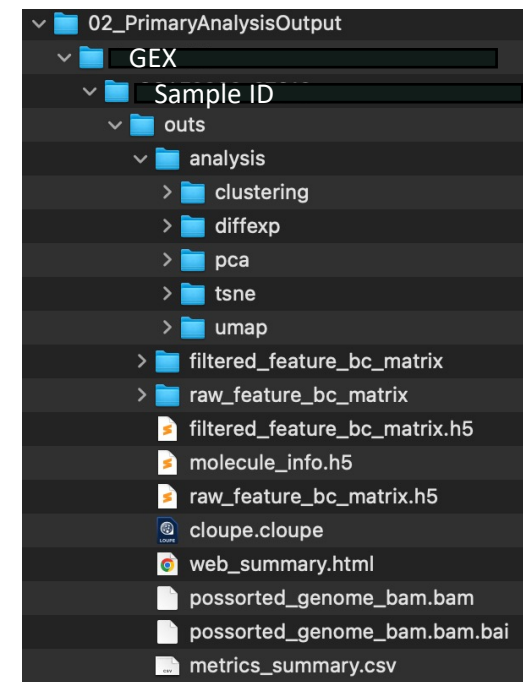 02_PrimaryAnalysisOutput
GEX
Sample ID
outs
analysis
clustering
diffexp
pca
tsne
umap
filtered_feature_bc_matrix
raw_feature_bc_matrix
filtered_feature_bc_matrix.h5
molecule_info.h5
raw_feature_bc_matrix.h5
cloupe.cloupe
web_summary.html
possorted_genome_bam.bam
possorted_genome_bam.bam.bai
metrics_summary.csv